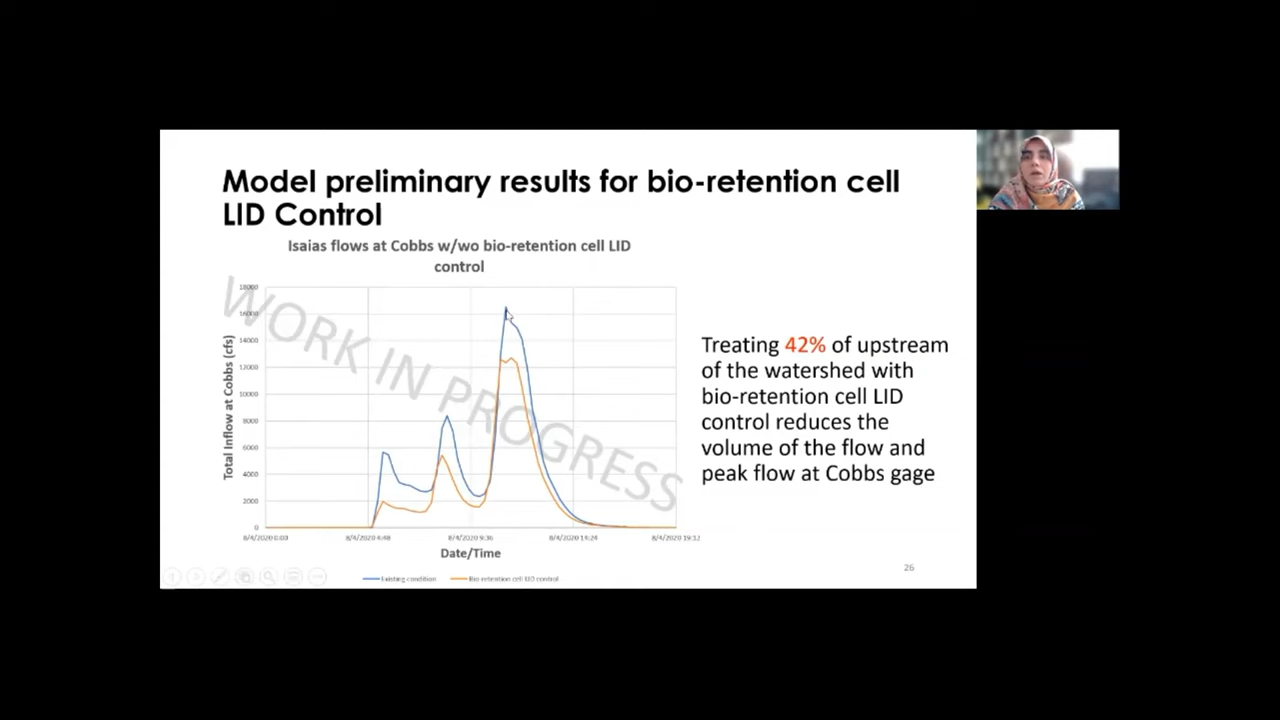 Model preliminary results for bio-retention cell
LID Control
Isaias flows at Cobbs w/wo bio-retention cell LID
control
WORK IN PROGRESS
Total Inflow at Cobbs (cfs)
18000
16000
14000
12000
10000
8000
6000
4000
2000
0
8/4/2020 0:00
8/4/2020 4:48
8/4/2020 9:36
8/4/2020 14:24
8/4/2020 19:12
Date/Time
Existing condition
Bio retention cell LID control
Treating 42% of upstream
of the watershed with
bio-retention cell LID
control reduces the
volume of the flow and
peak flow at Cobbs gage
26